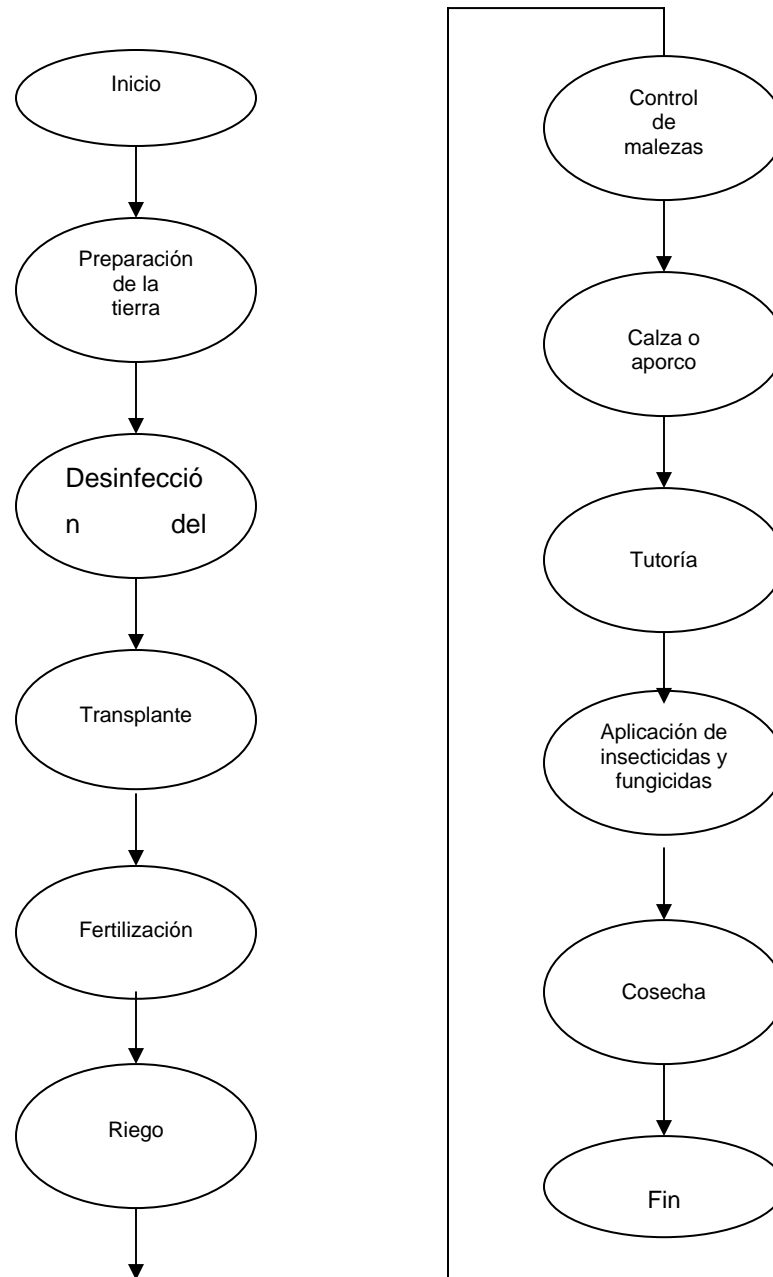 Inicio
Preparación
de la
tierra
Desinfecció
n del
Transplante
Fertilización
Riego
Control
de
malezas
Calza o
aporco
Tutoría
Aplicación de
insecticidas y
fungicidas
Cosecha
Fin